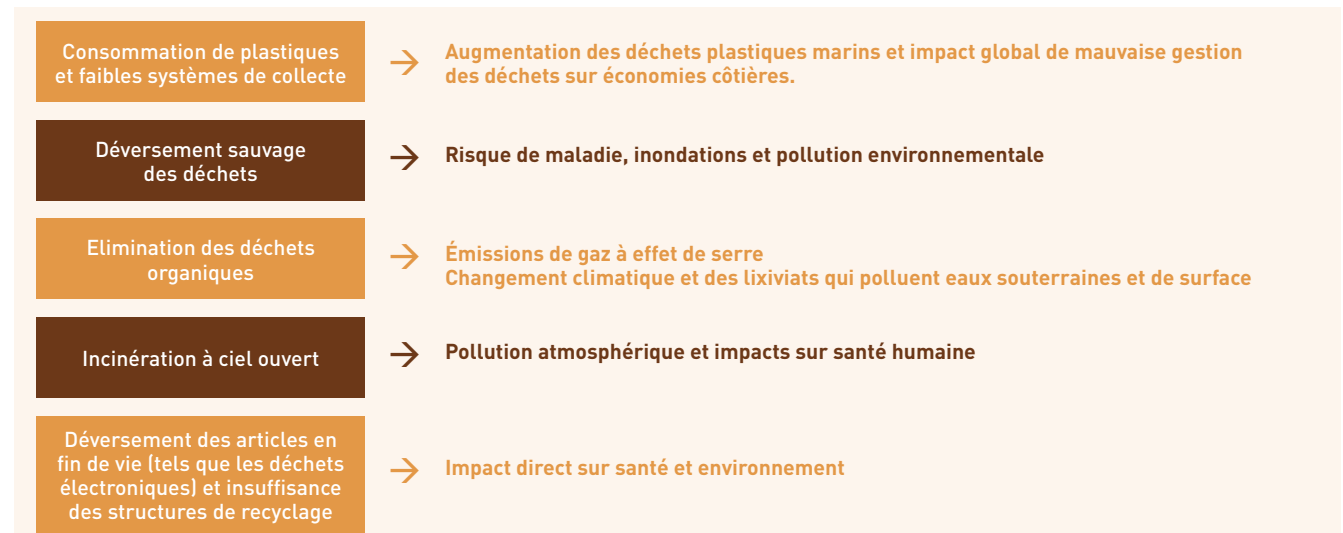 Consommation de plastiques
et faibles systèmes de collecte
Augmentation des déchets plastiques marins et impact global de mauvaise gestion
des déchets sur économies côtières.
Déversement sauvage
des déchets
Risque de maladie, inondations et pollution environnementale
Elimination des déchets
organiques
Émissions de gaz à effet de serre
Changement climatique et des lixiviats qui polluent eaux souterraines et de surface
Incinération à ciel ouvert
Pollution atmosphérique et impacts sur santé humaine
Déversement des articles en
fin de vie (tels que les déchets
électroniques) et insuffisance
des structures de recyclage
Impact direct sur santé et environnement